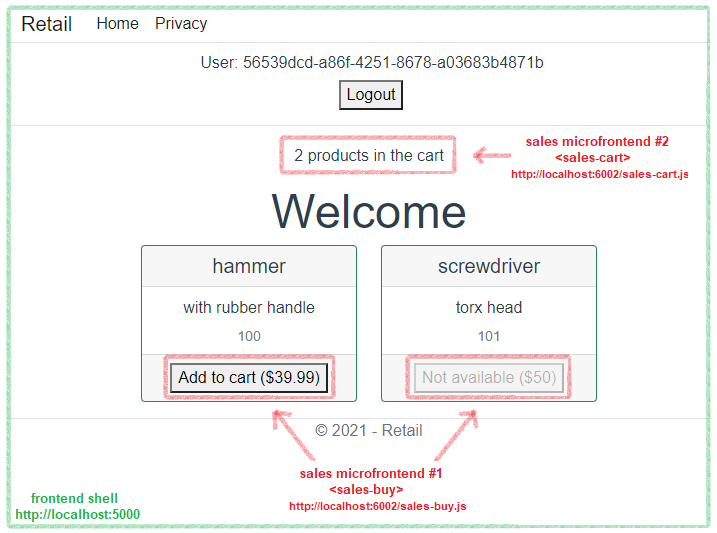 Retail Home Privacy
User: 56539dcd-a86f-4251-8678-a03683b4871b
Logout
2 products in the cart
sales microfrontend #2
<sales-cart>
http://localhost:6002/sales-cart.js
Welcome
hammer
with rubber handle
100
Add to cart ($39.99)
screwdriver
torx head
101
Not available ($50)
© 2021 - Retail
sales microfrontend #1
<sales-buy>
http://localhost:6002/sales-buy.js
frontend shell
http://localhost:5000